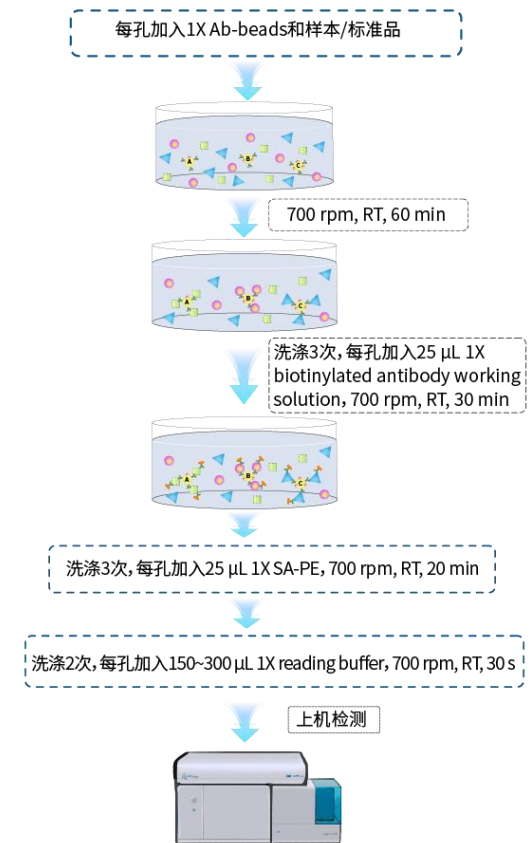 每孔加入1X Ab-beads和样本/标准品
A
B
C
700 rpm, RT, 60 min
A
B
C
洗涤3次，每孔加入25 μL 1X
biotinylated antibody working
solution，700 rpm, RT, 30 min
A
B
C
洗涤3次，每孔加入25 μL 1X SA-PE，700 rpm, RT, 20 min
洗涤2次，每孔加入150~300 μL 1X reading buffer，700 rpm, RT, 30 s
上机检测